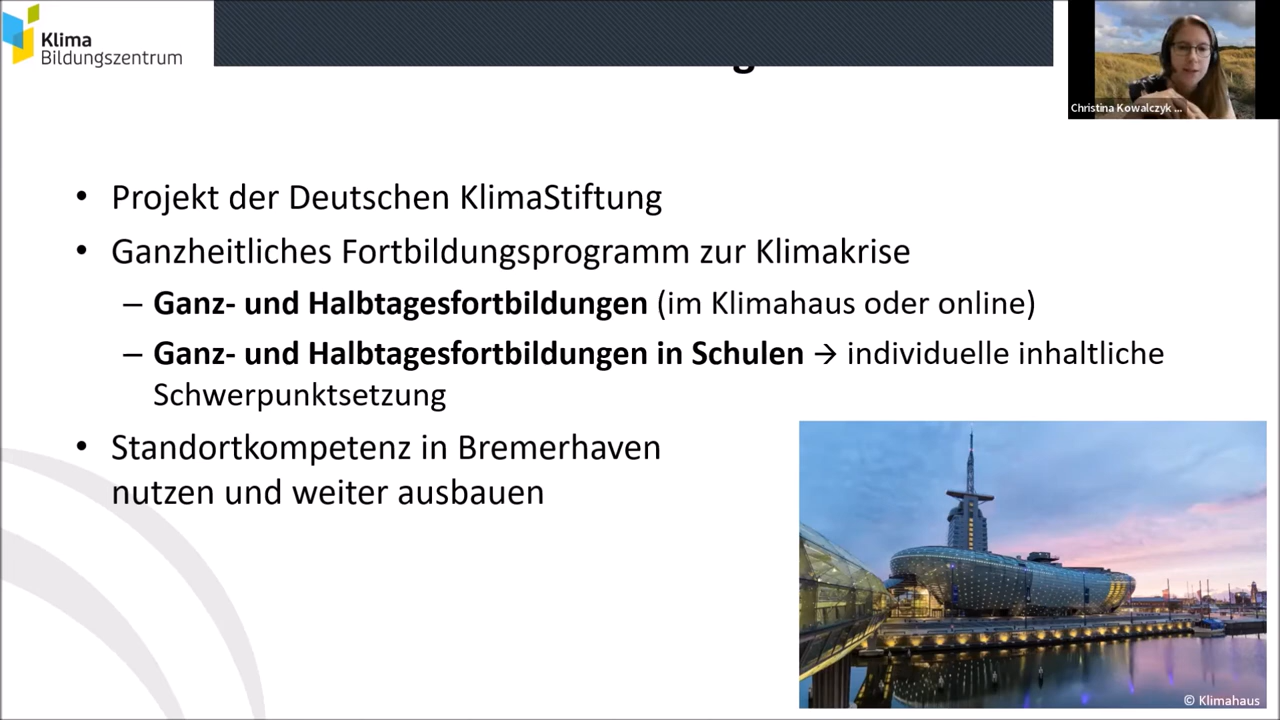 Klima
Bildungszentrum
Christina Kowalczyk ...
• Projekt der Deutschen KlimaStiftung
• Ganzheitliches Fortbildungsprogramm zur Klimakrise
– Ganz- und Halbtagesfortbildungen (im Klimahaus oder online)
– Ganz- und Halbtagesfortbildungen in Schulen → individuelle inhaltliche
Schwerpunktsetzung
• Standortkompetenz in Bremerhaven
nutzen und weiter ausbauen
© Klimahaus